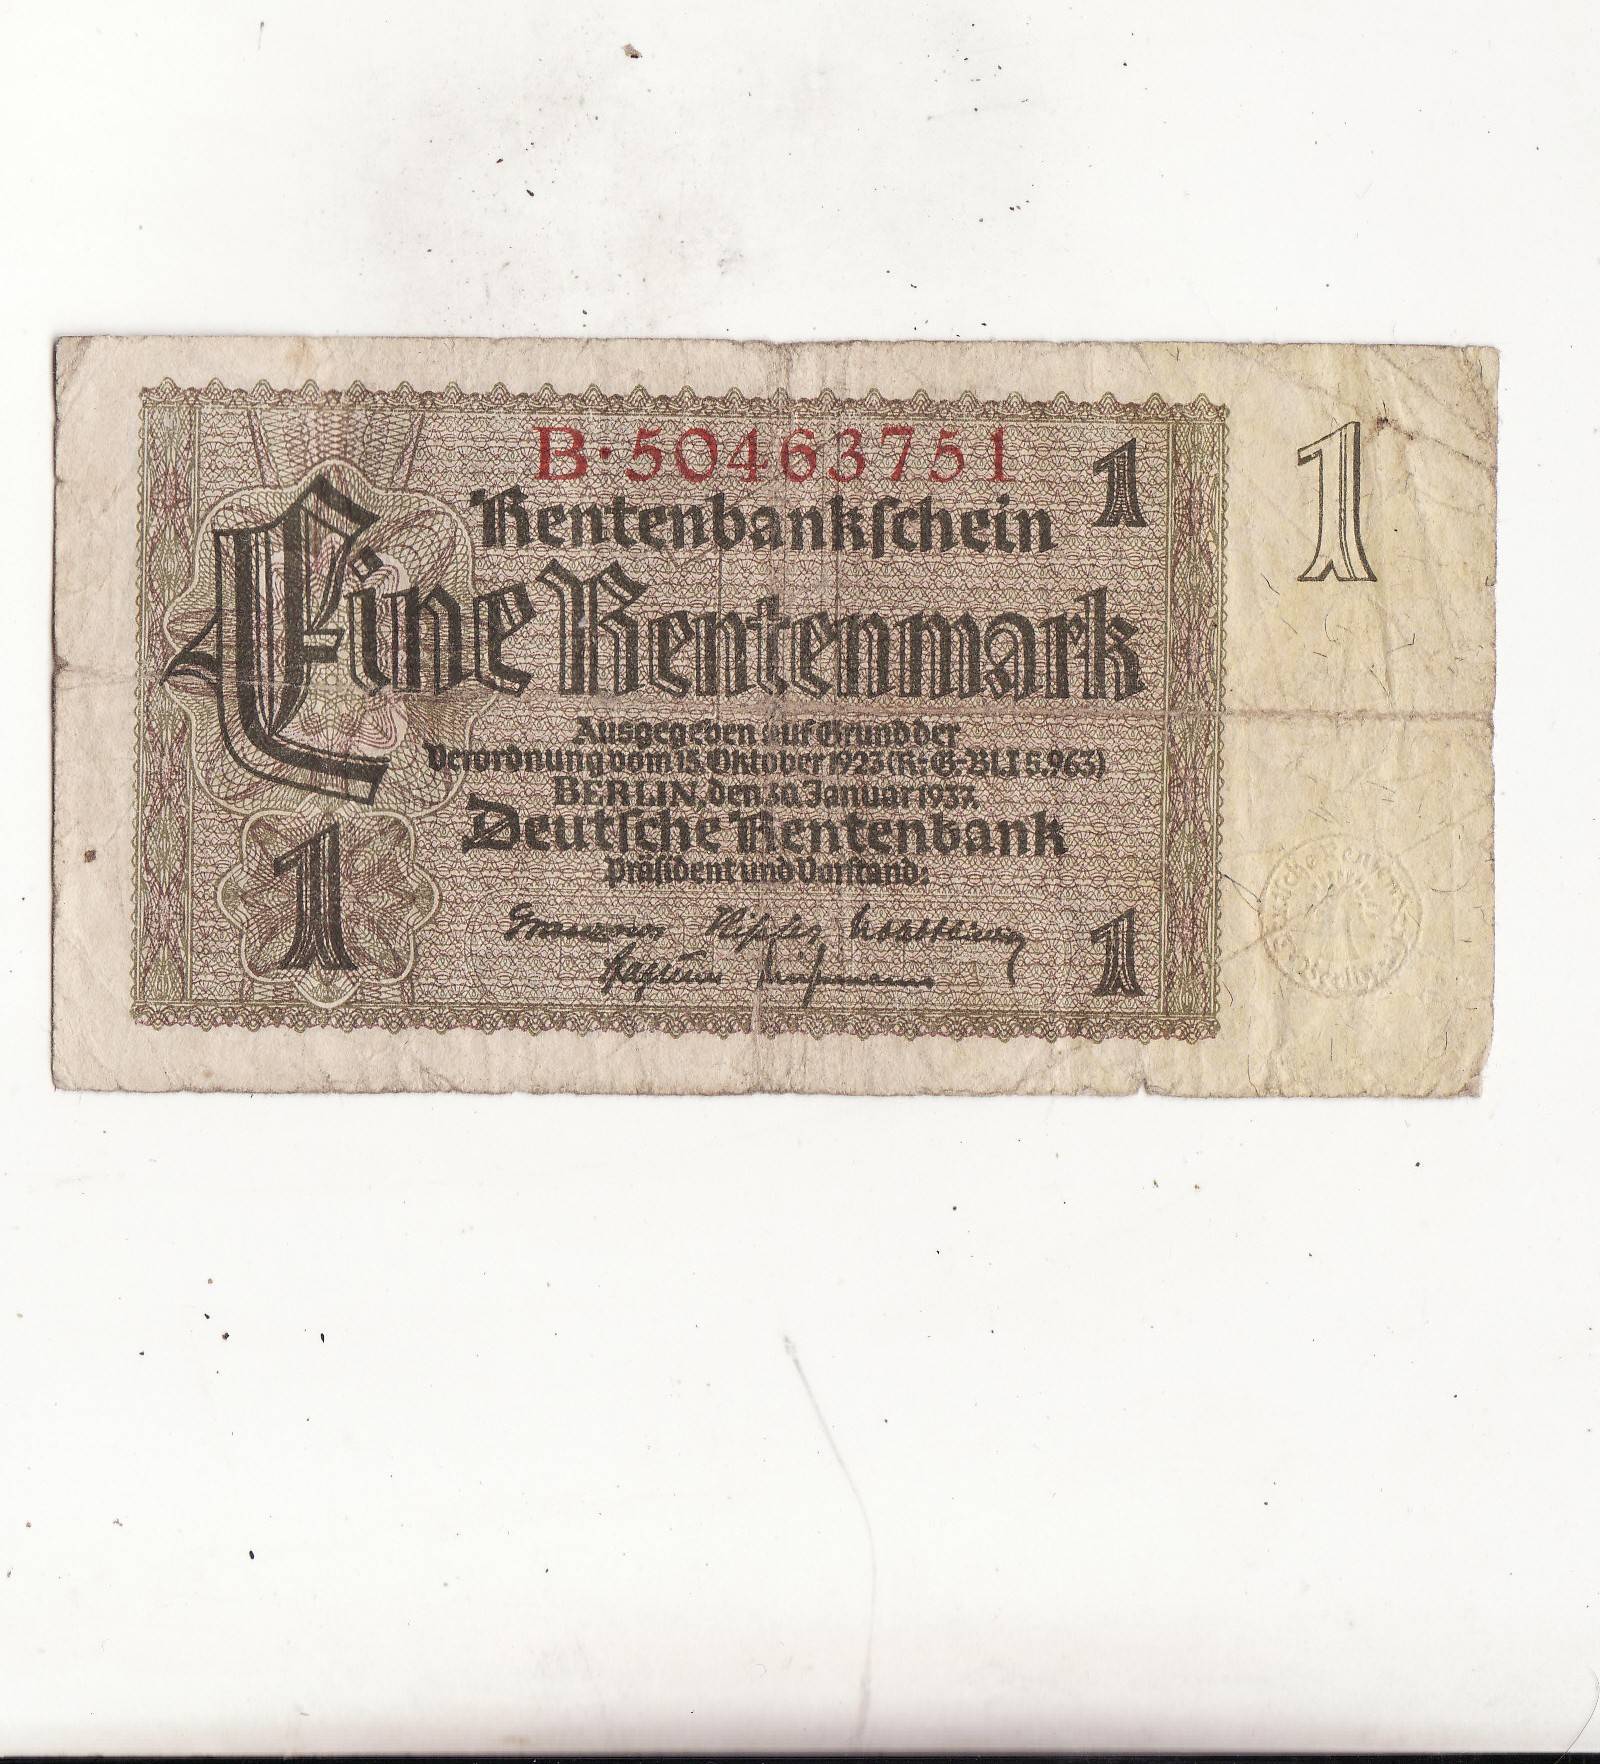 B·50463751
1
1
Rentenbankschein
Eine Rentenmark
Ausgegeben auf Grund der
Verordnung vom 15. Oktober 1923 (R.-G.-Bl. I S. 963)
BERLIN, den 30. Januar 1937.
Deutsche Rentenbank
Präsident und Vorstand:
1
1